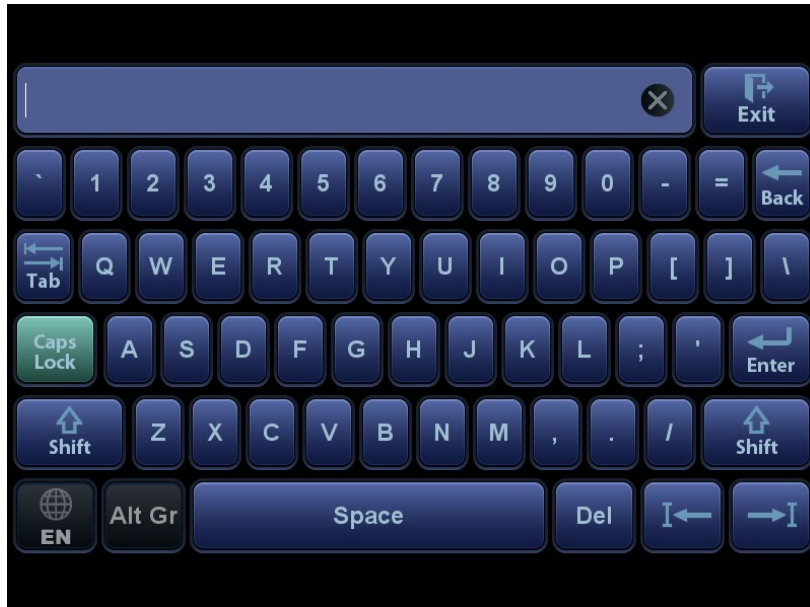 Exit
` 1 2 3 4 5 6 7 8 9 0 - = Back
Tab Q W E R T Y U I O P [ ] \
Caps Lock A S D F G H J K L ; ' Enter
Shift Z X C V B N M , . / Shift
EN Alt Gr Space Del